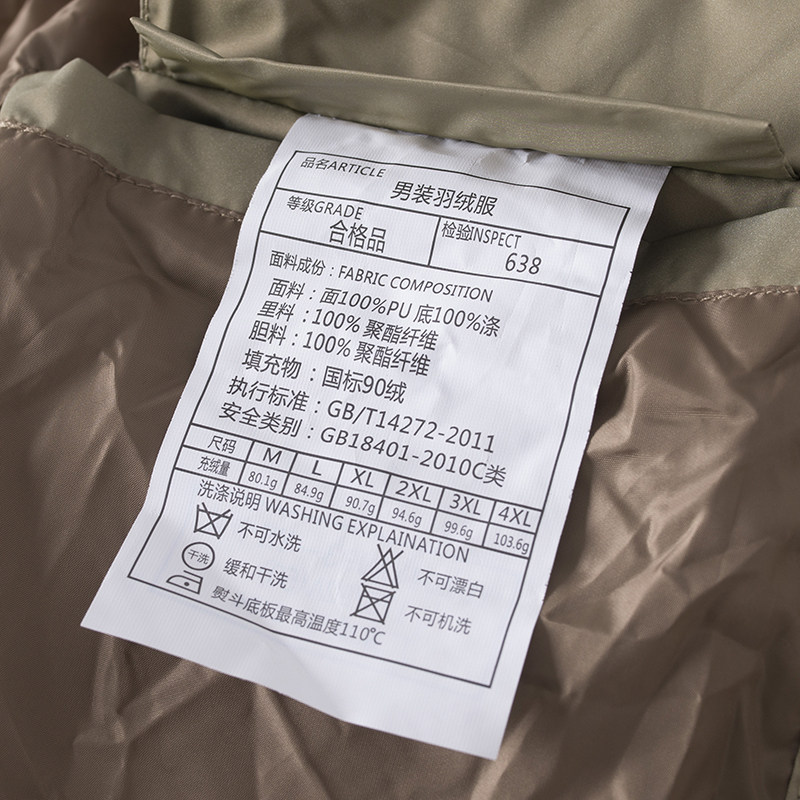 品名ARTICLE
男装羽绒服
等级GRADE
合格品
检验INSPECT
638
面料成份：FABRIC COMPOSITION
面料：面100%PU 底100%涤
里料：100% 聚酯纤维
胆料：100% 聚酯纤维
填充物：国标90绒
执行标准：GB/T14272-2011
安全类别：GB18401-2010C类
尺码 M L XL 2XL 3XL 4XL
充绒量 80.1g 84.9g 90.7g 94.6g 99.6g 103.6g
洗涤说明 WASHING EXPLAINATION
不可水洗
不可漂白
干洗 缓和干洗
不可机洗
熨斗底板最高温度110℃